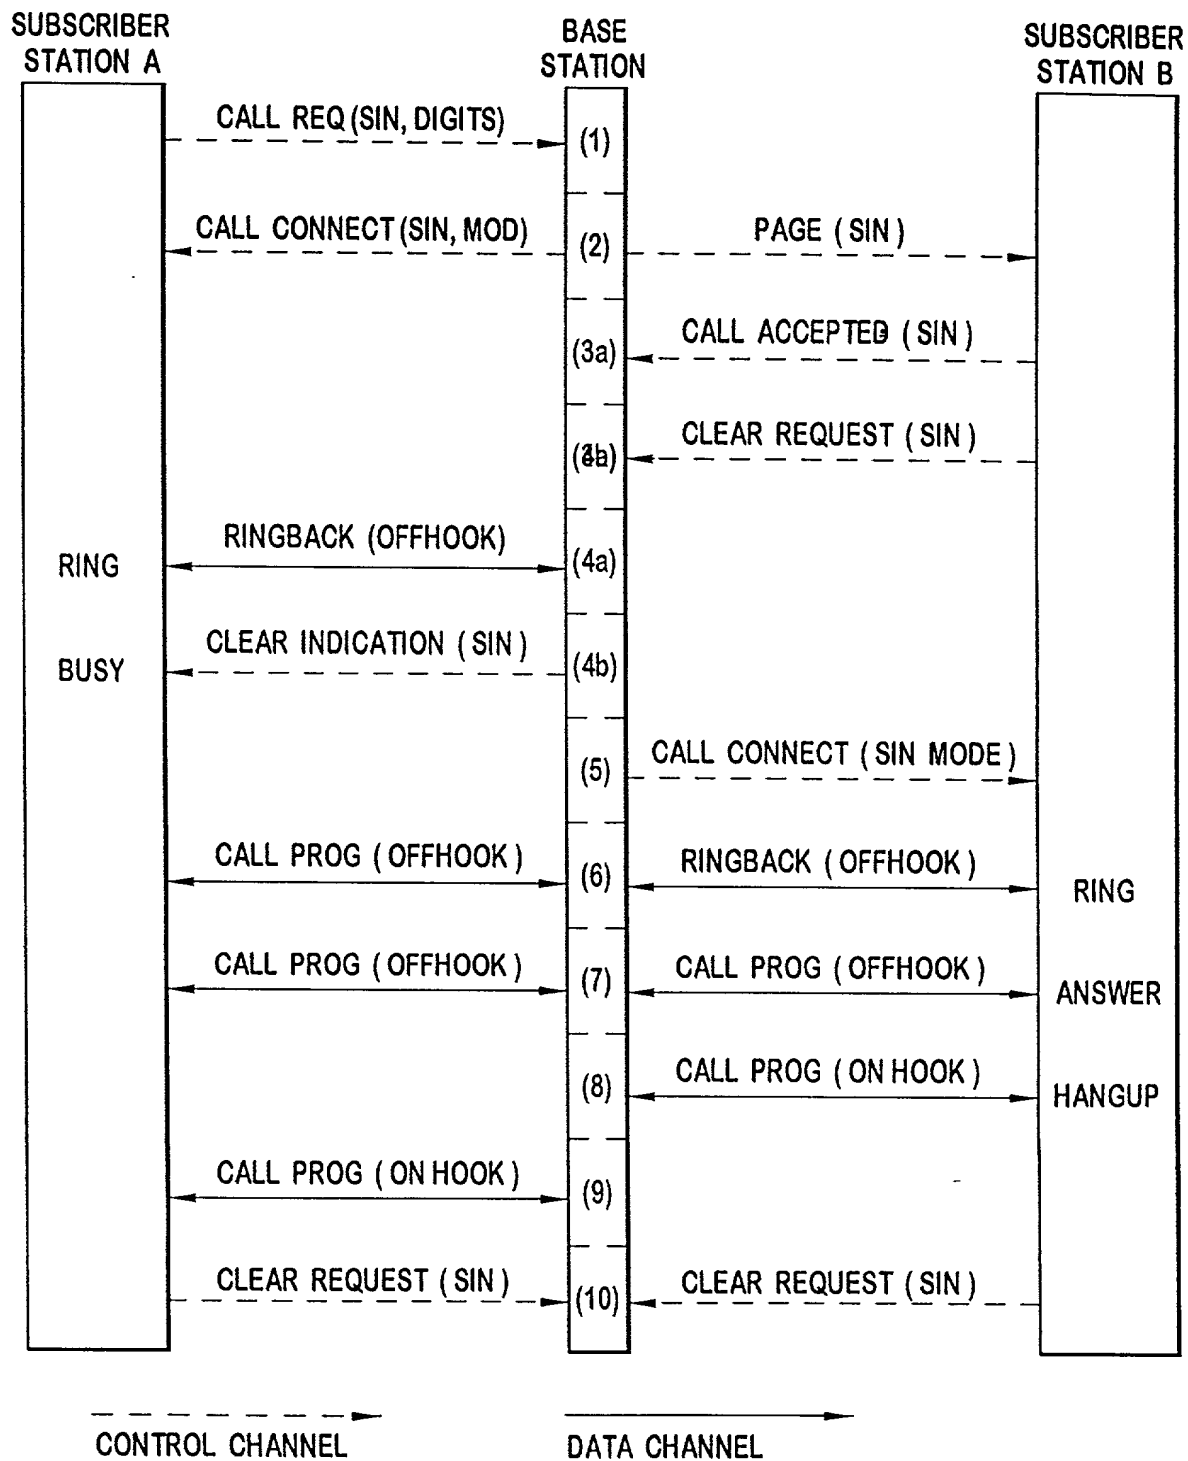 SUBSCRIBER
STATION A
BASE
STATION
SUBSCRIBER
STATION B
CALL REQ (SIN, DIGITS)
(1)
CALL CONNECT (SIN, MOD)
(2)
PAGE (SIN)
(3a)
CALL ACCEPTED (SIN)
CLEAR REQUEST (SIN)
RING
RINGBACK (OFFHOOK)
(4a)
BUSY
CLEAR INDICATION (SIN)
(4b)
(5)
CALL CONNECT (SIN MODE)
CALL PROG (OFFHOOK)
(6)
RINGBACK (OFFHOOK)
RING
CALL PROG (OFFHOOK)
(7)
CALL PROG (OFFHOOK)
ANSWER
(8)
CALL PROG (ON HOOK)
HANGUP
CALL PROG (ON HOOK)
(9)
CLEAR REQUEST (SIN)
(10)
CLEAR REQUEST (SIN)
CONTROL CHANNEL
DATA CHANNEL